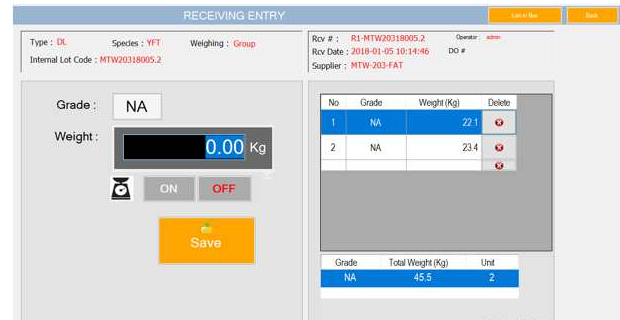 RECEIVING ENTRY
Back
Type : DL Species : YFT Weighing : Group
Internal Lot Code : MTW20318005.2
Rcv # : R1-MTW20318005.2 Operator : admin
Rcv Date : 2018-01-05 10:14:46 DO #
Supplier : MTW-203-FAT
Grade : NA
Weight : 0.00 Kg
ON OFF
Save
No Grade Weight (Kg) Delete
1 NA 22.1
2 NA 23.4
Grade Total Weight (Kg) Unit
NA 45.5 2